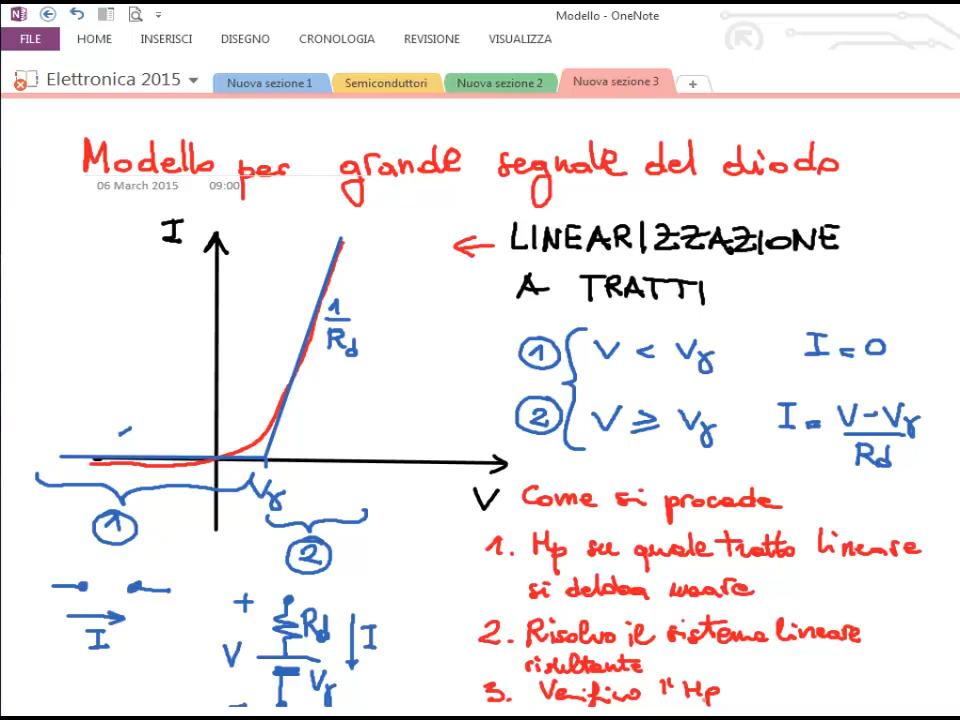 Modello - OneNote
FILE HOME INSERISCI DISEGNO CRONOLOGIA REVISIONE VISUALIZZA
Elettronica 2015 Nuova sezione 1 Semiconduttori Nuova sezione 2 Nuova sezione 3 +
Modello per grande segnale del diodo
06 March 2015 09:00
I
← LINEARIZZAZIONE
A TRATTI
1/Rd
① V < Vγ I = 0
② V ≥ Vγ I = V-Vγ/Rd
Vγ
V
①
②
Come si procede
1. Hp su quale tratto lineare
si debba usare
2. Risolvo il sistema lineare
risultante
3. Verifico l' Hp
I
+
V
Rd
I
Vγ